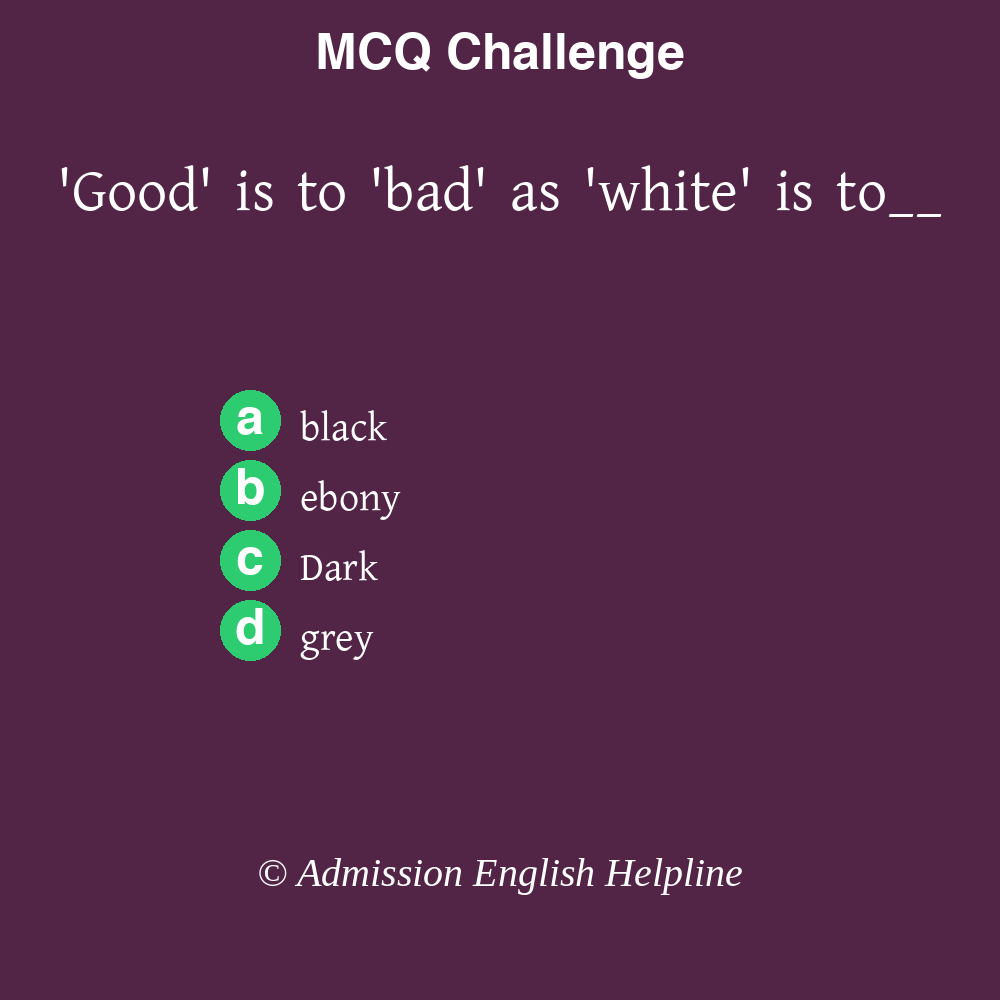 MCQ Challenge
'Good' is to 'bad' as 'white' is to__
a black
b ebony
c Dark
d grey
© Admission English Helpline